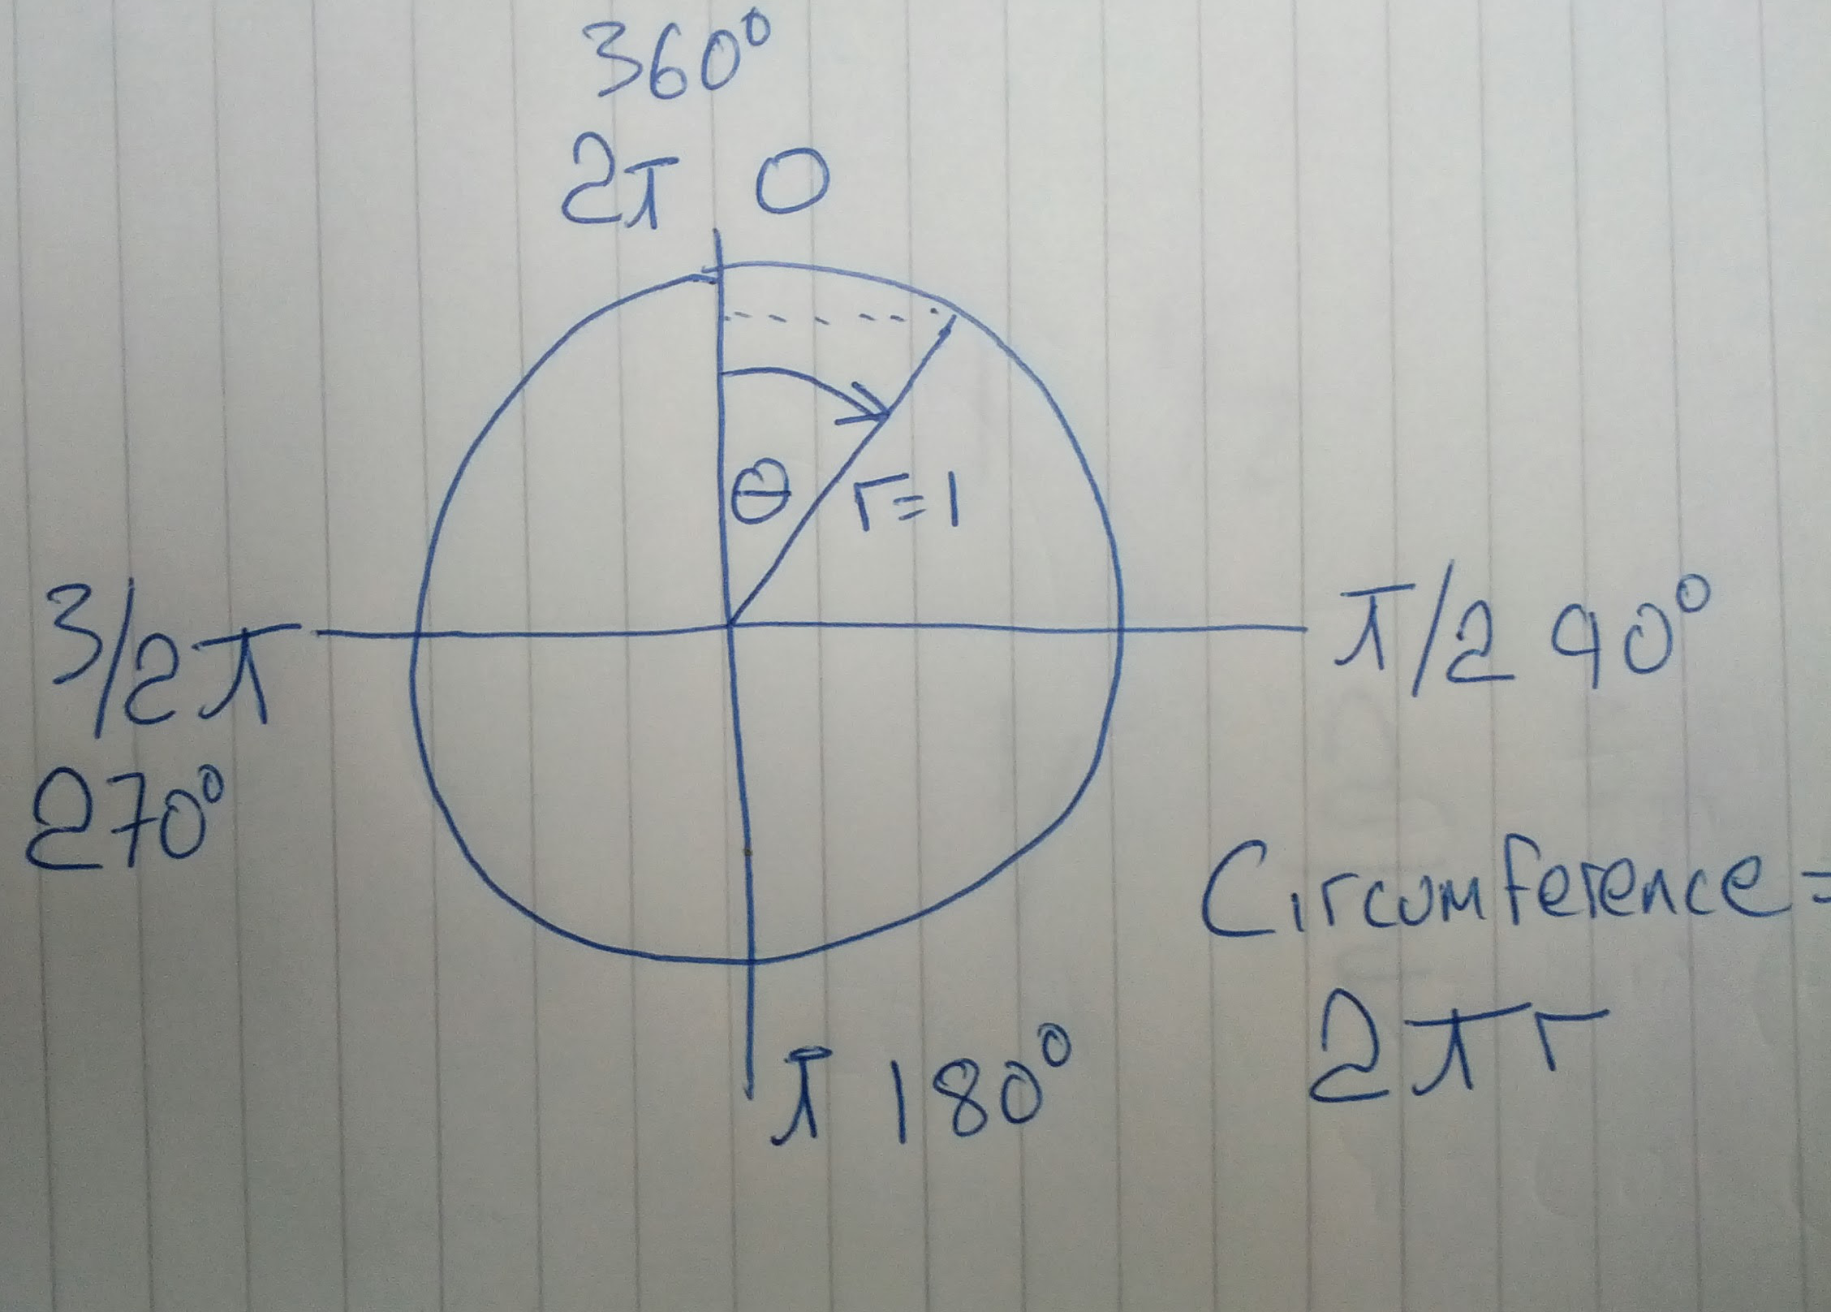 360°
2π 0
θ r=1
3/2π
270°
π/2 90°
Circumference =
2πr
π 180°